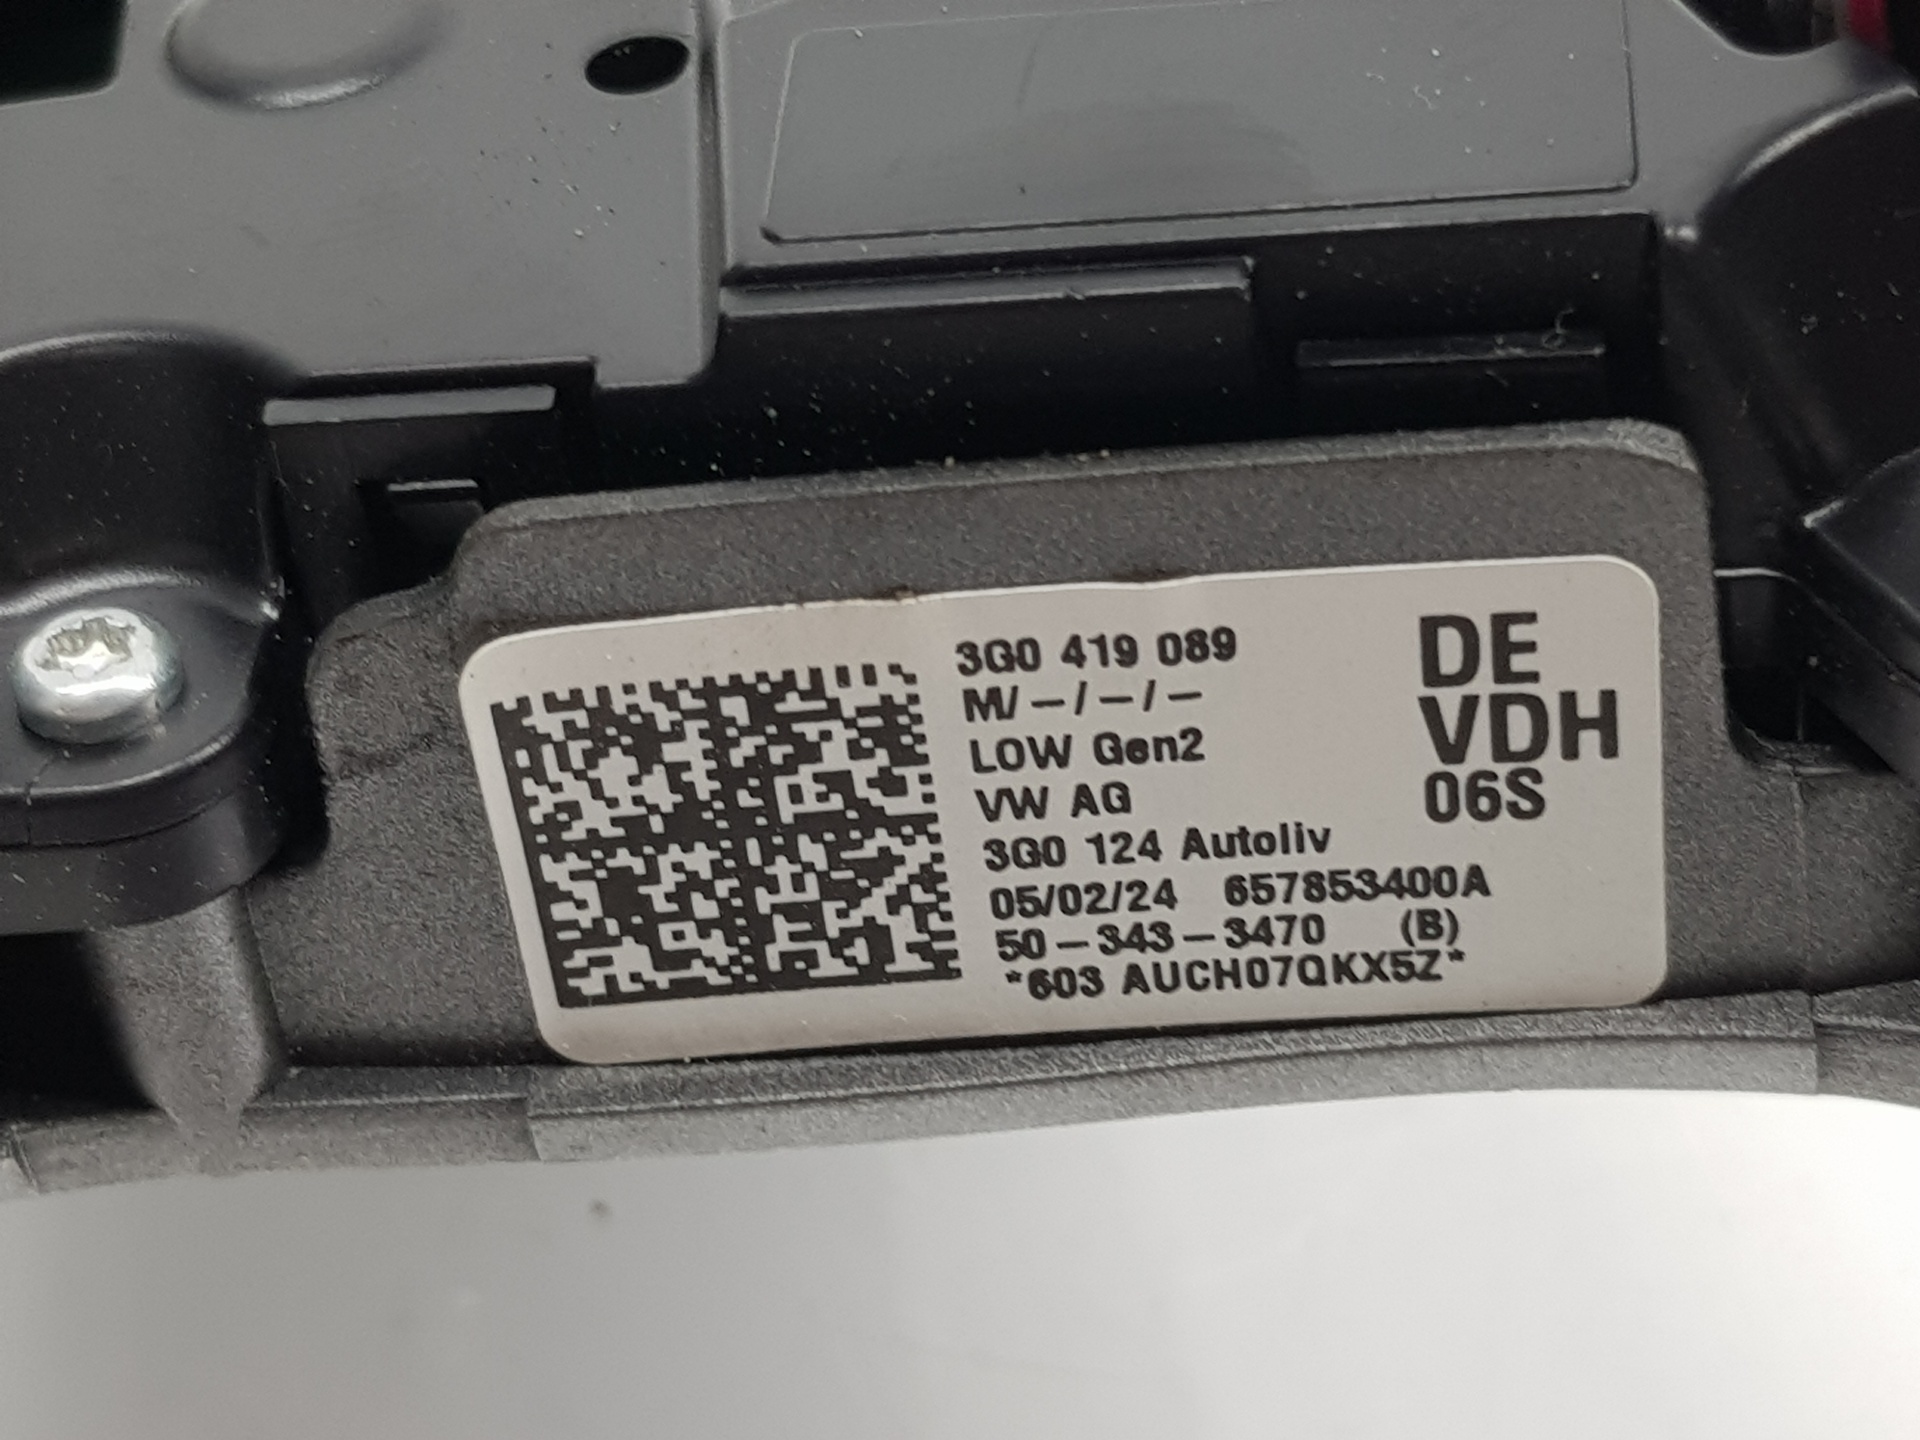 3G0 419 089
M/-/-/-
LOW Gen2
VW AG
3G0 124 Autoliv
05/02/24 657853400A
50-343-3470 (B)
*603 AUCH07QKX5Z*
DE
VDH
06S